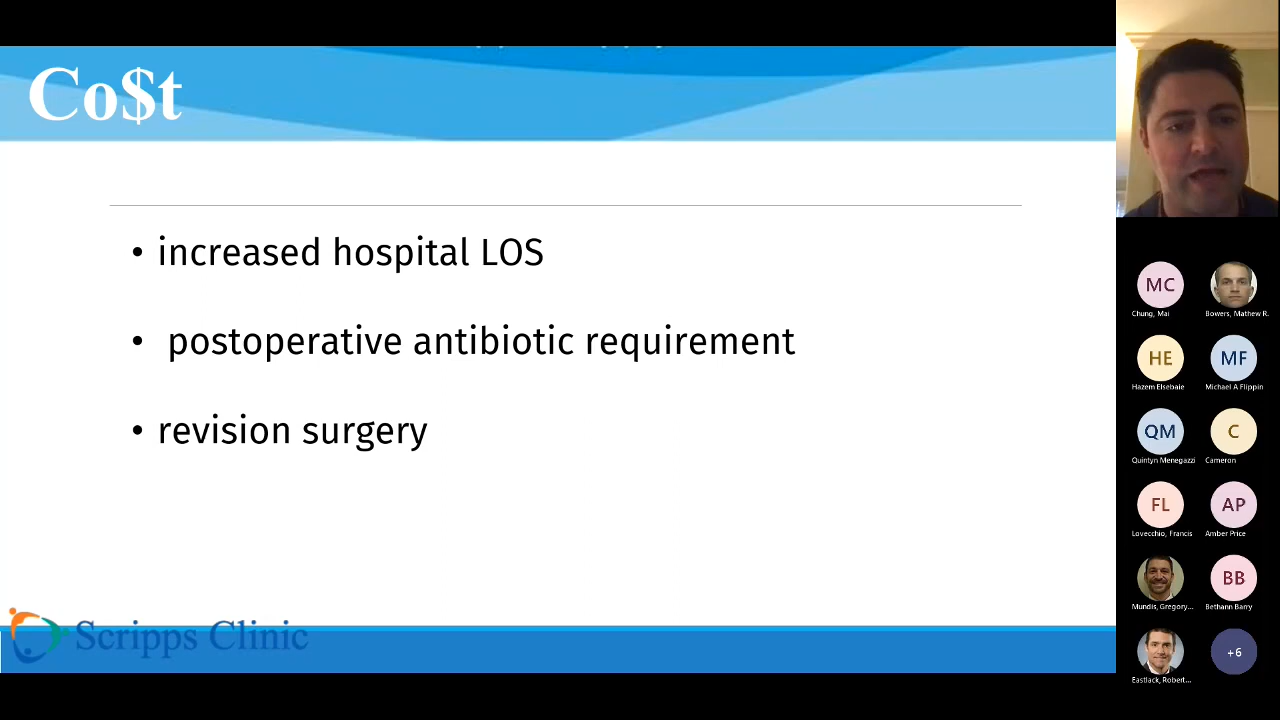 Co$t
• increased hospital LOS
• postoperative antibiotic requirement
• revision surgery
Scripps Clinic
MC
Chung, Mai
Bowers, Mathew R.
HE
Hazem Elsebaie
MF
Michael A Flippin
QM
Quintyn Menegazzi
C
Cameron
FL
Lovecchio, Francis
AP
Amber Price
Mundis, Gregory...
BB
Bethann Barry
Eastlack, Robert...
+6